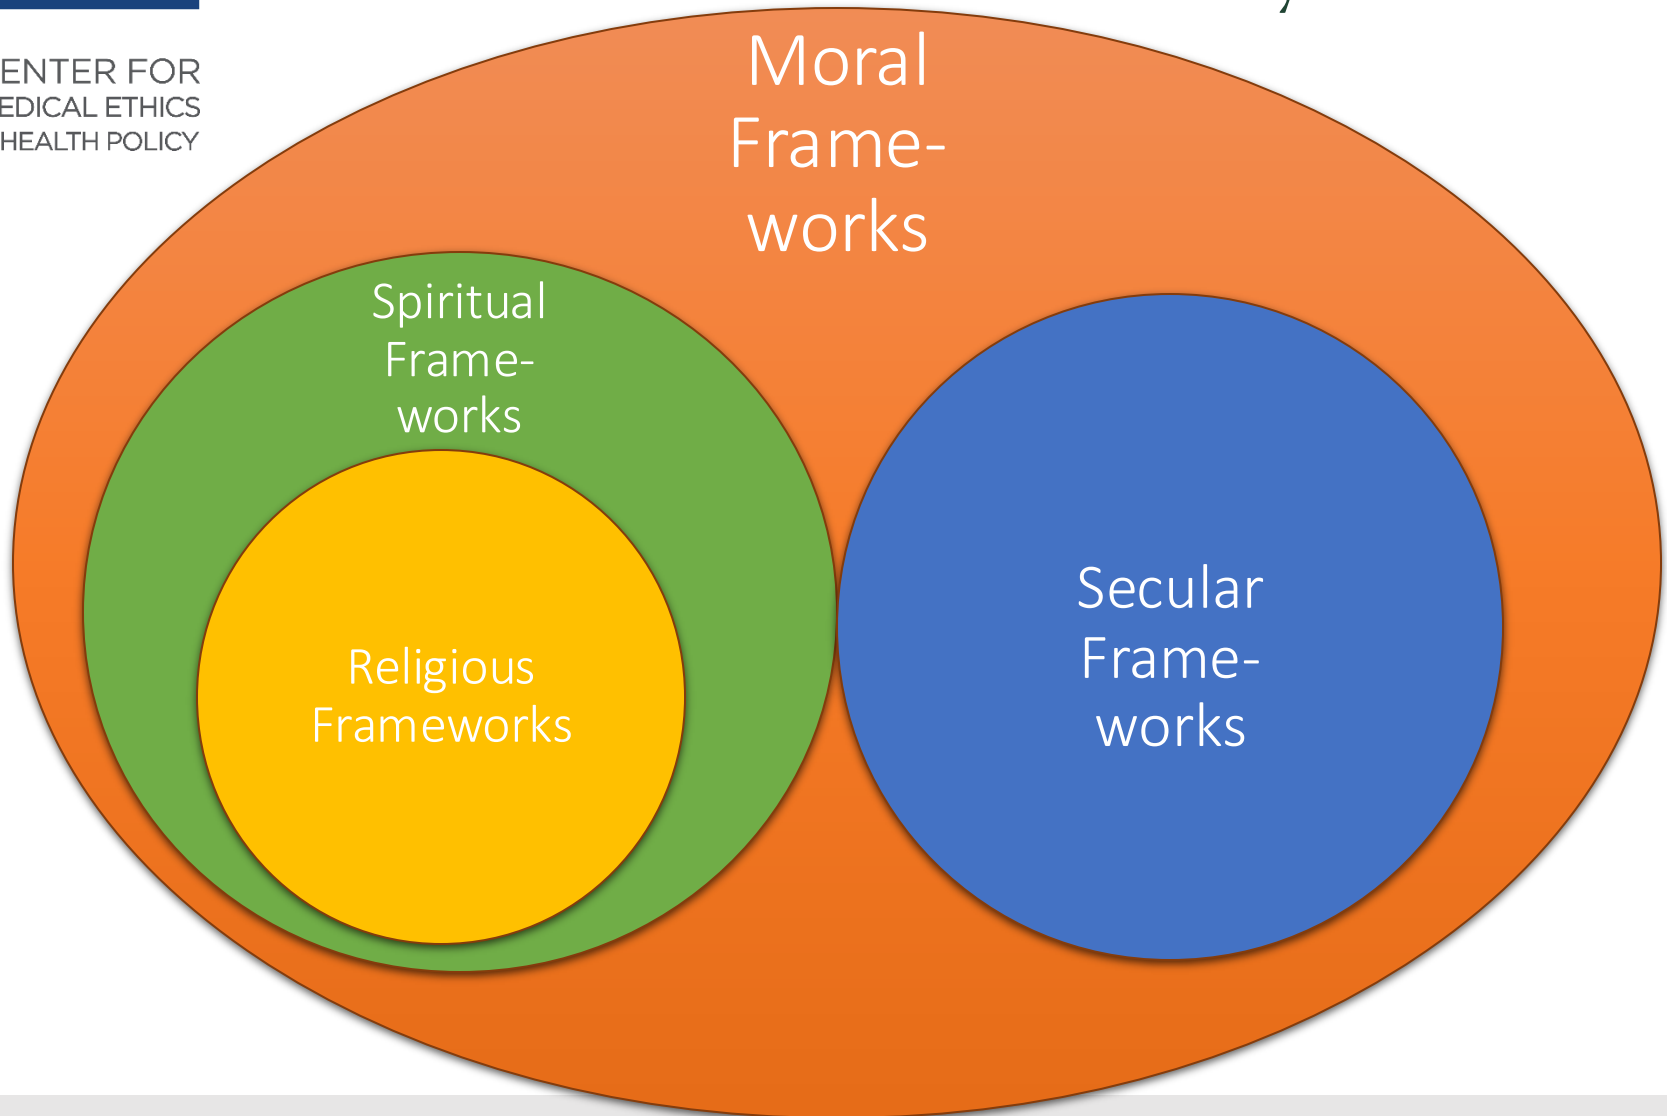 ENTER FOR
EDICAL ETHICS
HEALTH POLICY
Moral
Frame-
works
Spiritual
Frame-
works
Religious
Frameworks
Secular
Frame-
works